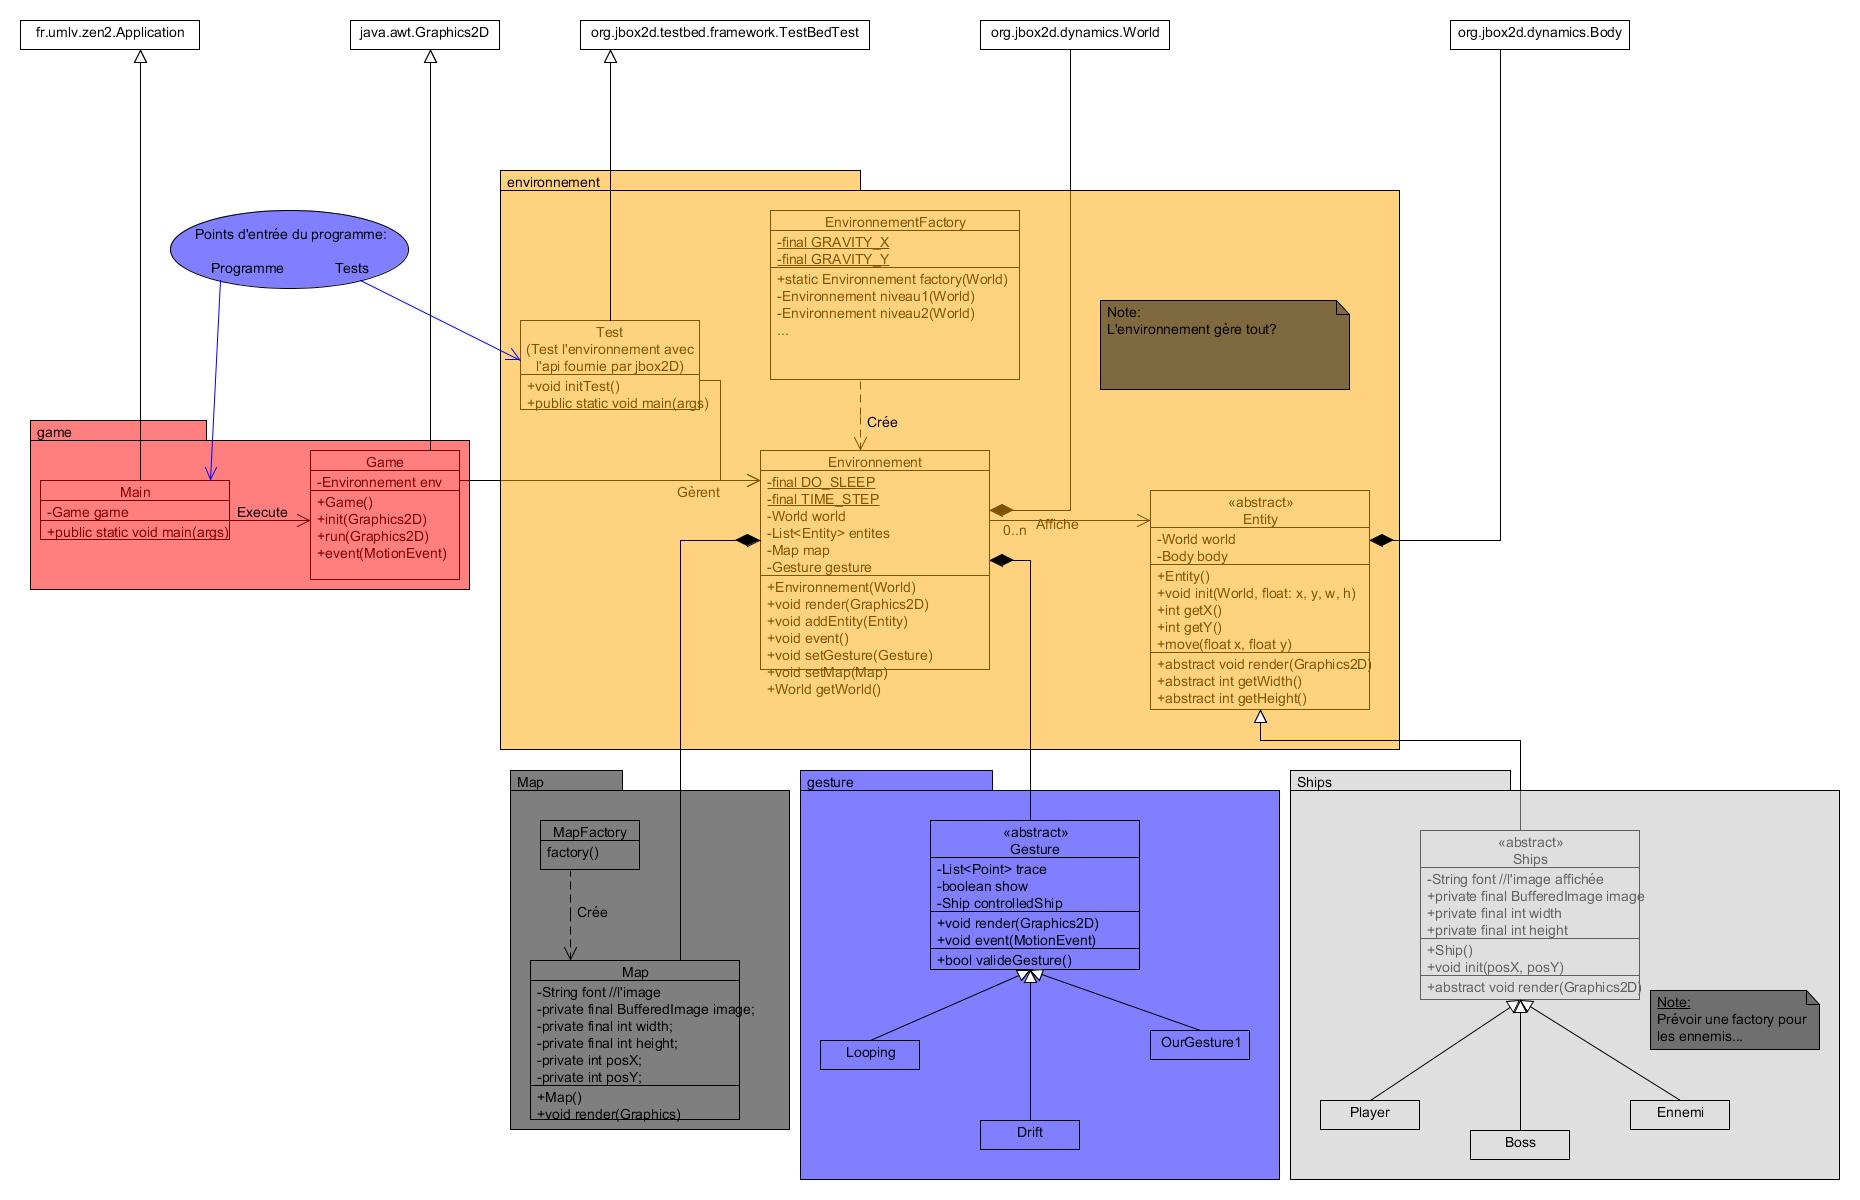 fr.umlv.zen2.Application
java.awt.Graphics2D
org.jbox2d.testbed.framework.TestBedTest
org.jbox2d.dynamics.World
org.jbox2d.dynamics.Body
Points d'entrée du programme:
Programme
Tests
game
Main
-Game game
+public static void main(args)
Execute
Game
-Environnement env
+Game()
+init(Graphics2D)
+run(Graphics2D)
+event(MotionEvent)
environnement
Test
(Test l'environnement avec
l'api fournie par jbox2D)
+void initTest()
+public static void main(args)
Gèrent
EnvironnementFactory
-final GRAVITY_X
-final GRAVITY_Y
+static Environnement factory(World)
-Environnement niveau1(World)
-Environnement niveau2(World)
...
Crée
Note:
L'environnement gère tout?
Environnement
-final DO_SLEEP
-final TIME_STEP
-World world
-List<Entity> entites
-Map map
-Gesture gesture
+Environnement(World)
+void render(Graphics2D)
+void addEntity(Entity)
+void event()
+void setGesture(Gesture)
+void setMap(Map)
+World getWorld()
0..n
Affiche
«abstract»
Entity
-World world
-Body body
+Entity()
+void init(World, float: x, y, w, h)
+int getX()
+int getY()
+move(float x, float y)
+abstract void render(Graphics2D)
+abstract int getWidth()
+abstract int getHeight()
Map
MapFactory
factory()
Crée
Map
-String font //l'image
-private final BufferedImage image;
-private final int width;
-private final int height;
-private int posX;
-private int posY;
+Map()
+void render(Graphics)
gesture
«abstract»
Gesture
-List<Point> trace
-boolean show
-Ship controlledShip
+void render(Graphics2D)
+void event(MotionEvent)
+bool valideGesture()
Looping
Drift
OurGesture1
Ships
«abstract»
Ships
-String font //l'image affichée
+private final BufferedImage image
+private final int width
+private final int height
+Ship()
+void init(posX, posY)
+abstract void render(Graphics2D)
Note:
Prévoir une factory pour
les ennemis...
Player
Boss
Ennemi